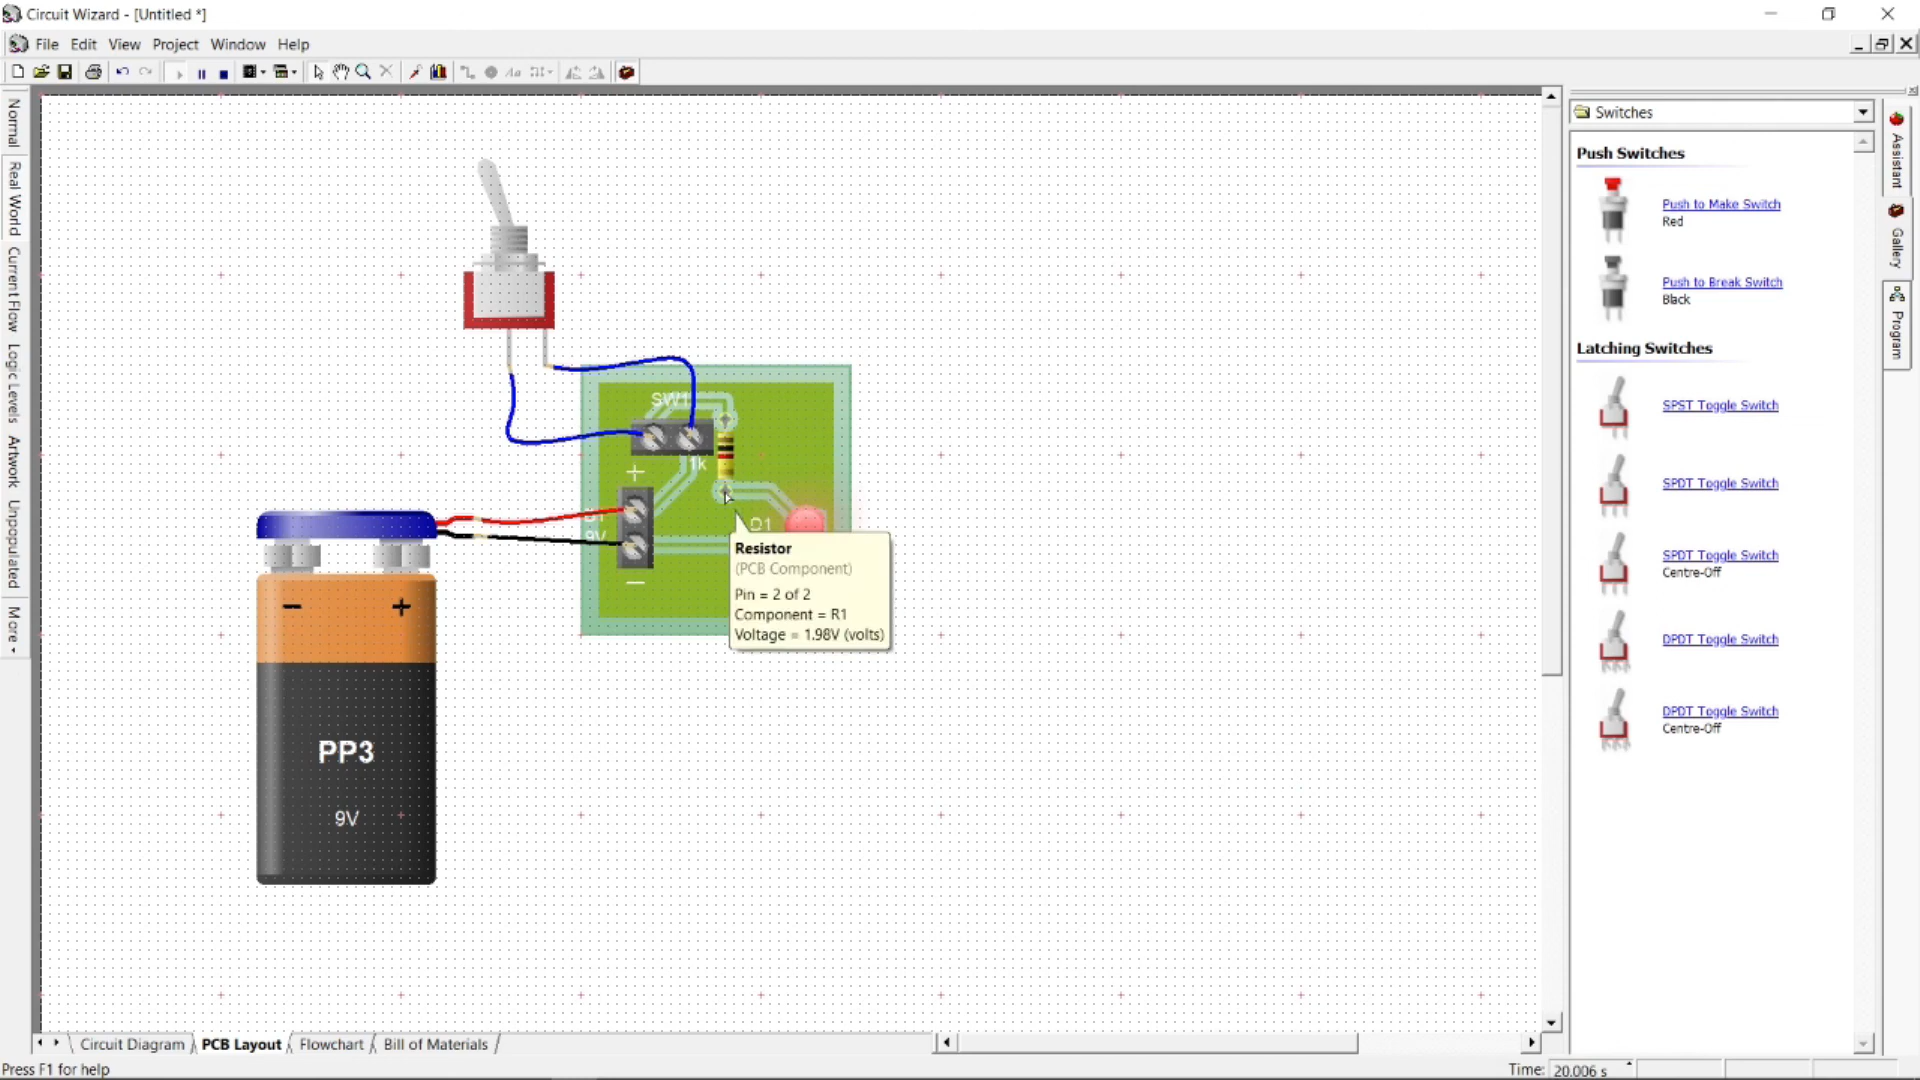 Circuit Wizard - [Untitled *]
File Edit View Project Window Help
Normal
Real World
Current Flow
Logic Levels
Artwork
Unpopulated
More
SW1
1k
+
9V
D1
−
Resistor
(PCB Component)
Pin = 2 of 2
Component = R1
Voltage = 1.98V (volts)
− +
PP3
9V
Switches
Push Switches
Push to Make Switch
Red
Push to Break Switch
Black
Latching Switches
SPST Toggle Switch
SPDT Toggle Switch
SPDT Toggle Switch
Centre-Off
DPDT Toggle Switch
DPDT Toggle Switch
Centre-Off
Assistant
Gallery
Program
Circuit Diagram PCB Layout Flowchart Bill of Materials
Press F1 for help
Time: 20.006 s